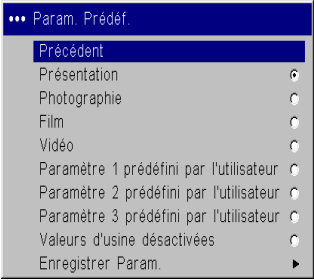 ••• Param. Prédéf.
Précédent
Présentation
Photographie
Film
Vidéo
Paramètre 1 prédéfini par l'utilisateur
Paramètre 2 prédéfini par l'utilisateur
Paramètre 3 prédéfini par l'utilisateur
Valeurs d'usine désactivées
Enregistrer Param.